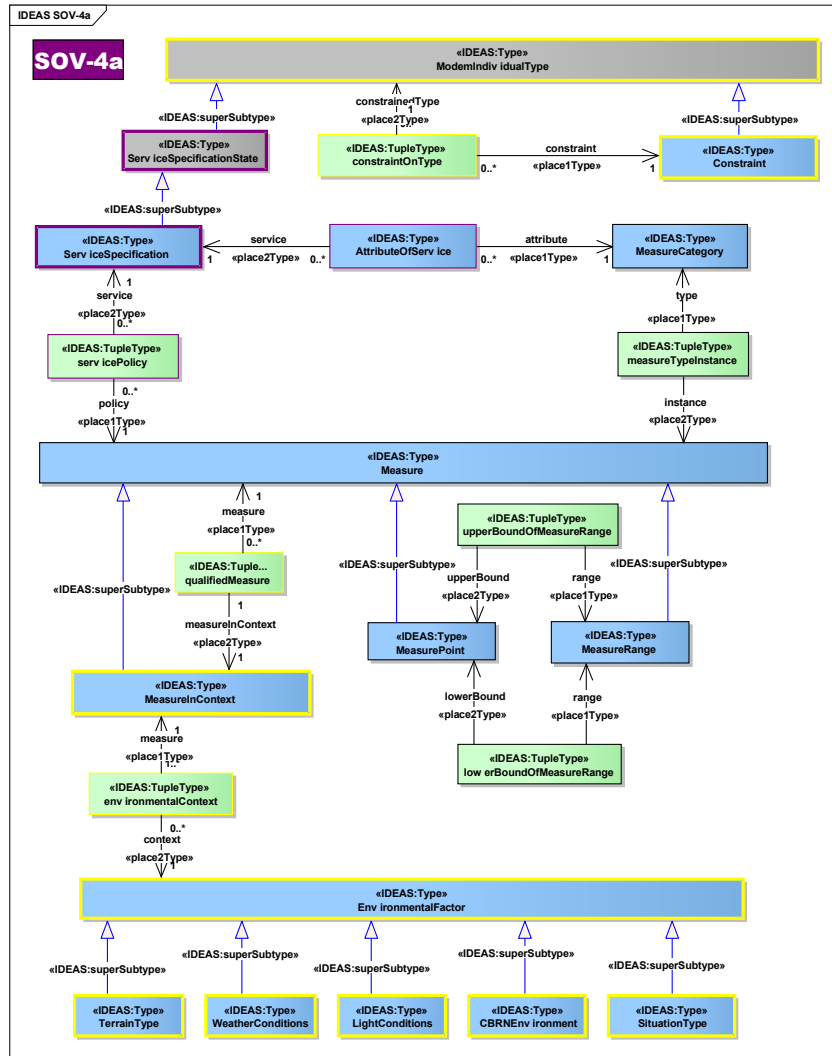 IDEAS SOV-4a
SOV-4a
«IDEAS:Type»
ModemIndiv idualType
«IDEAS:superSubtype»
constrainedType
1
«place2Type»
«IDEAS:superSubtype»
«IDEAS:Type»
Serv iceSpecificationState
«IDEAS:TupleType»
constraintOnType
constraint
0..*
«place1Type»
1
«IDEAS:Type»
Constraint
«IDEAS:superSubtype»
«IDEAS:Type»
Serv iceSpecification
service
1
«place2Type»
0..*
«IDEAS:Type»
AttributeOfServ ice
attribute
0..*
«place1Type»
1
«IDEAS:Type»
MeasureCategory
1
service
«place2Type»
0..*
type
«place1Type»
«IDEAS:TupleType»
serv icePolicy
«IDEAS:TupleType»
measureTypeInstance
0..*
policy
«place1Type»
1
instance
«place2Type»
«IDEAS:Type»
Measure
measure
1
«place1Type»
0..*
«IDEAS:TupleType»
upperBoundOfMeasureRange
«IDEAS:superSubtype»
«IDEAS:superSubtype»
«IDEAS:superSubtype»
«IDEAS:Tuple...
qualifiedMeasure
upperBound
«place2Type»
range
«place1Type»
1
measureInContext
«place2Type»
1
«IDEAS:Type»
MeasurePoint
«IDEAS:Type»
MeasureRange
«IDEAS:Type»
MeasureInContext
lowerBound
«place2Type»
range
«place1Type»
1
measure
«place1Type»
1..*
«IDEAS:TupleType»
low erBoundOfMeasureRange
«IDEAS:TupleType»
env ironmentalContext
0..*
context
«place2Type»
1
«IDEAS:Type»
Env ironmentalFactor
«IDEAS:superSubtype»
«IDEAS:superSubtype»
«IDEAS:superSubtype»
«IDEAS:superSubtype»
«IDEAS:superSubtype»
«IDEAS:Type»
TerrainType
«IDEAS:Type»
WeatherConditions
«IDEAS:Type»
LightConditions
«IDEAS:Type»
CBRNEnv ironment
«IDEAS:Type»
SituationType